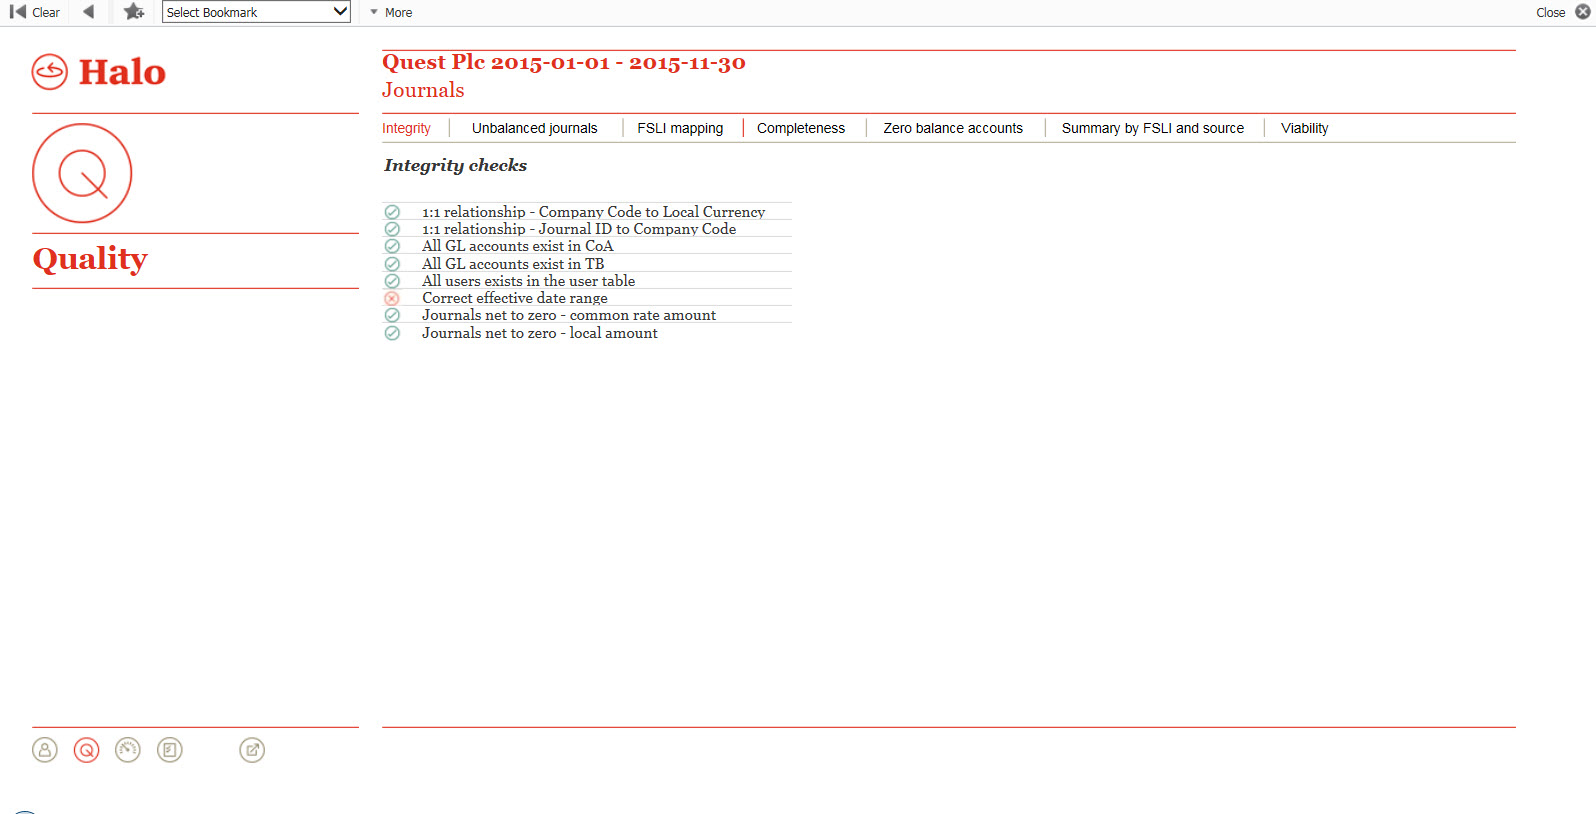 Clear
Select Bookmark
More
Close
Halo
Quality
Quest Plc 2015-01-01 - 2015-11-30
Journals
Integrity Unbalanced journals FSLI mapping Completeness Zero balance accounts Summary by FSLI and source Viability
Integrity checks
1:1 relationship - Company Code to Local Currency
1:1 relationship - Journal ID to Company Code
All GL accounts exist in CoA
All GL accounts exist in TB
All users exists in the user table
Correct effective date range
Journals net to zero - common rate amount
Journals net to zero - local amount